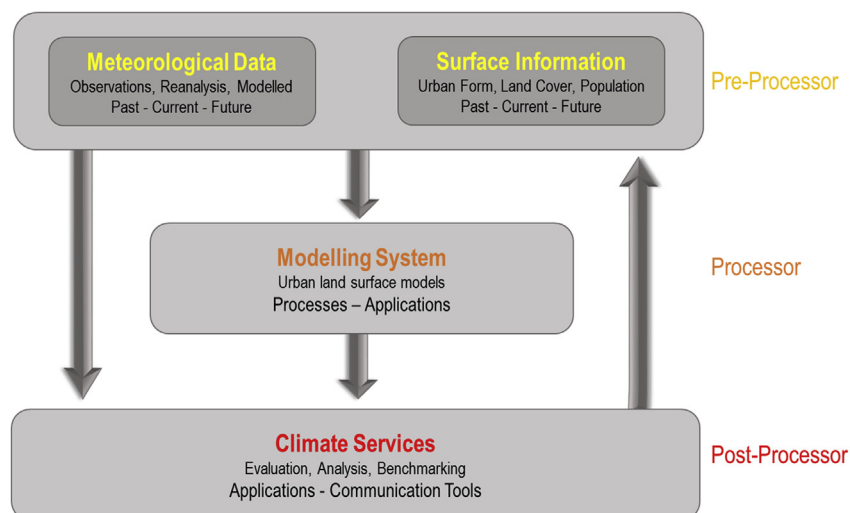 Meteorological Data
Observations, Reanalysis, Modelled
Past - Current - Future
Surface Information
Urban Form, Land Cover, Population
Past - Current - Future
Pre-Processor
Modelling System
Urban land surface models
Processes – Applications
Processor
Climate Services
Evaluation, Analysis, Benchmarking
Applications - Communication Tools
Post-Processor